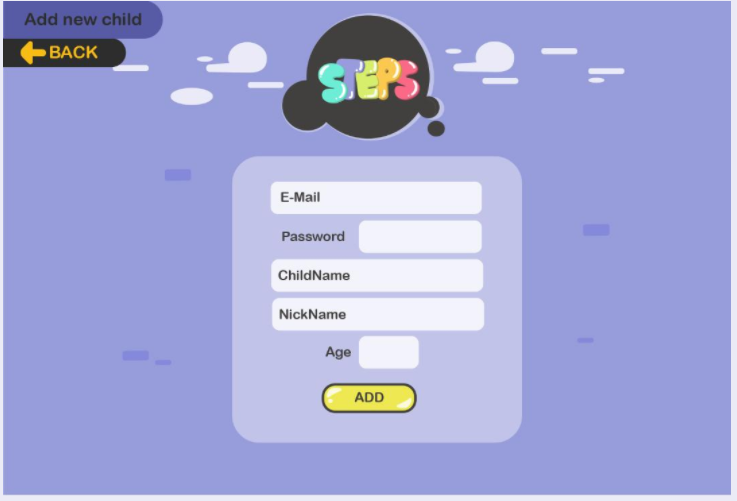 Add new child
BACK
STEPS
E-Mail
Password
ChildName
NickName
Age
ADD